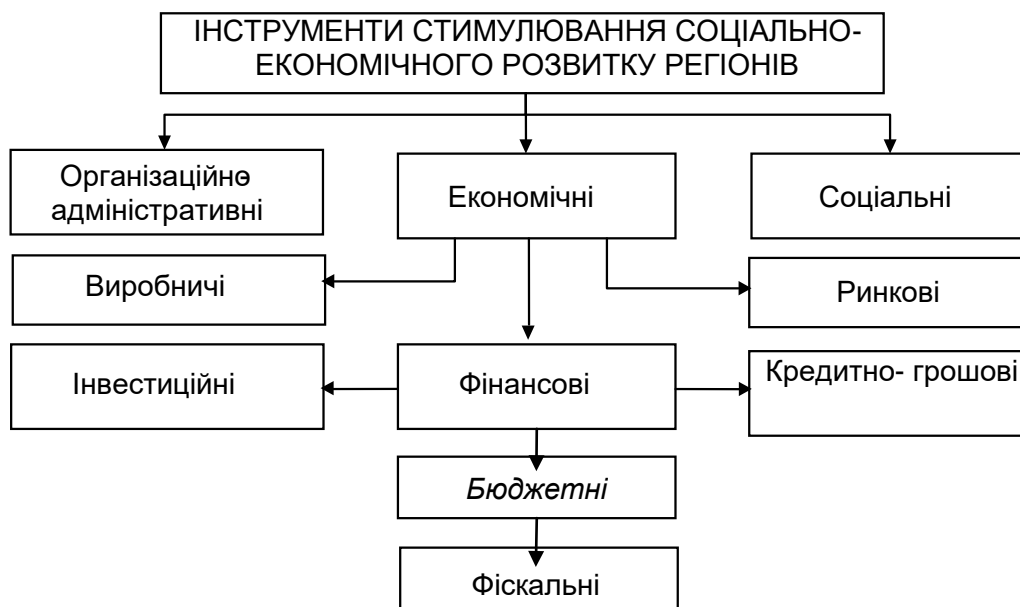 ІНСТРУМЕНТИ СТИМУЛЮВАННЯ СОЦІАЛЬНО-
ЕКОНОМІЧНОГО РОЗВИТКУ РЕГІОНІВ
Організаційно-
адміністративні
Економічні
Соціальні
Виробничі
Ринкові
Інвестиційні
Фінансові
Кредитно- грошові
Бюджетні
Фіскальні